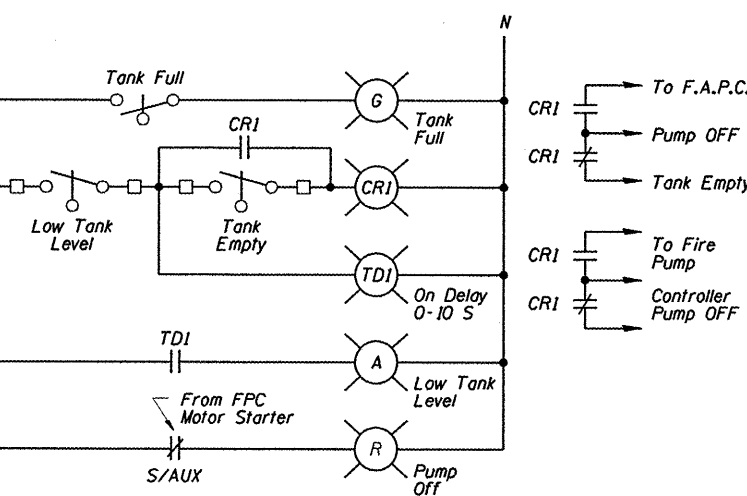 N
Tank Full
G
Tank
Full
CR1
CR1
Low Tank
Level
Tank
Empty
TD1
On Delay
0-10 S
TD1
A
Low Tank
Level
From FPC
Motor Starter
S/AUX
R
Pump
Off
CR1
To F.A.P.C.
CR1
Pump OFF
Tank Empty
CR1
To Fire
Pump
CR1
Controller
Pump OFF